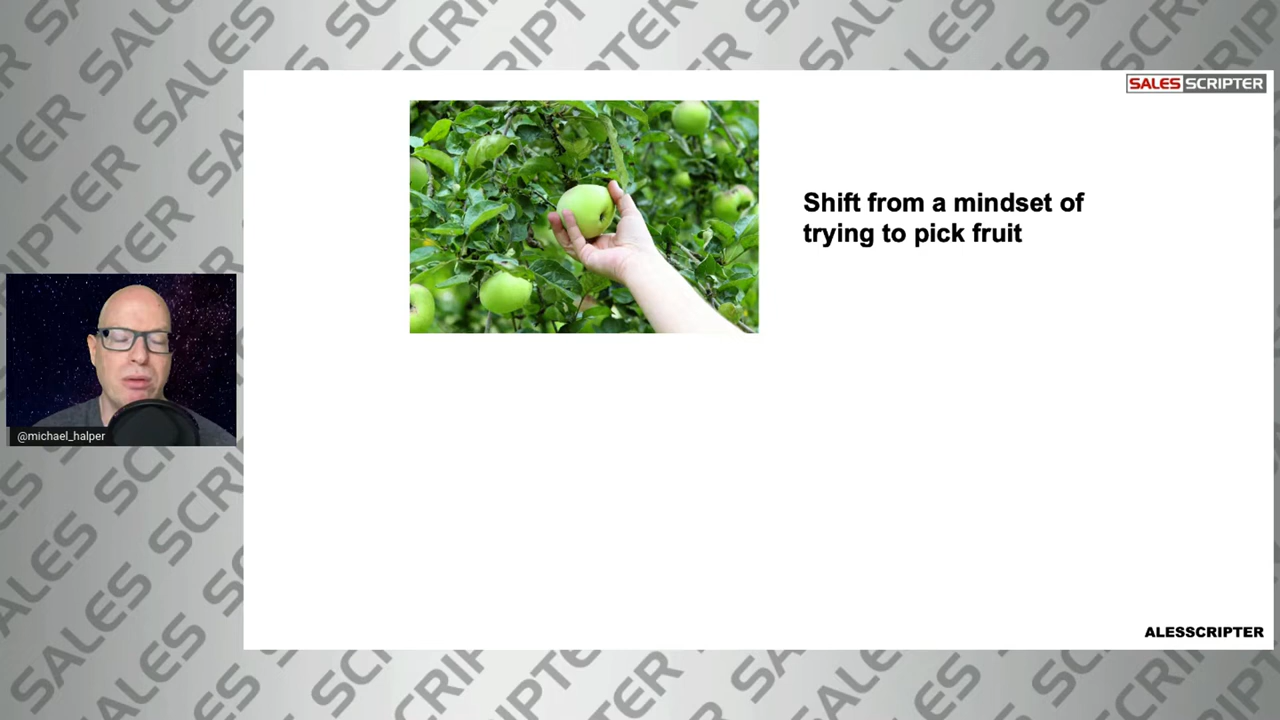 SALES SCRIPTER
Shift from a mindset of
trying to pick fruit
@michael_halper
ALESSCRIPTER